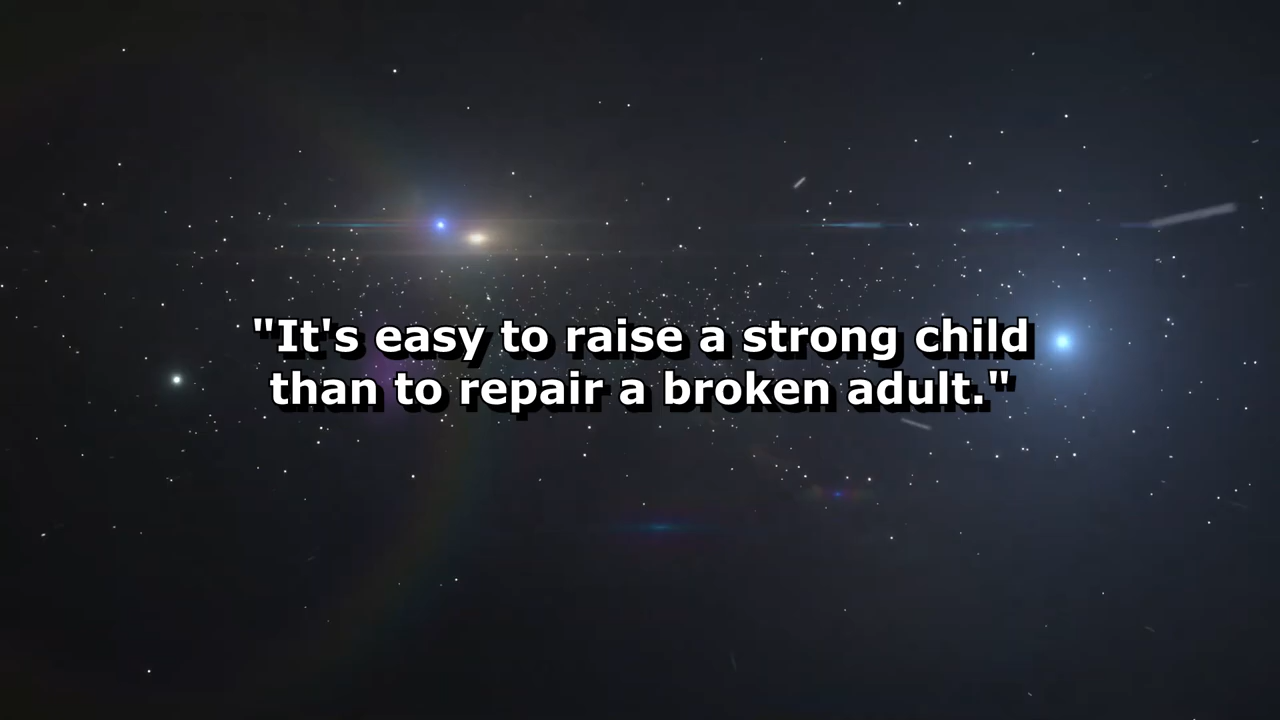 "It's easy to raise a strong child
than to repair a broken adult."